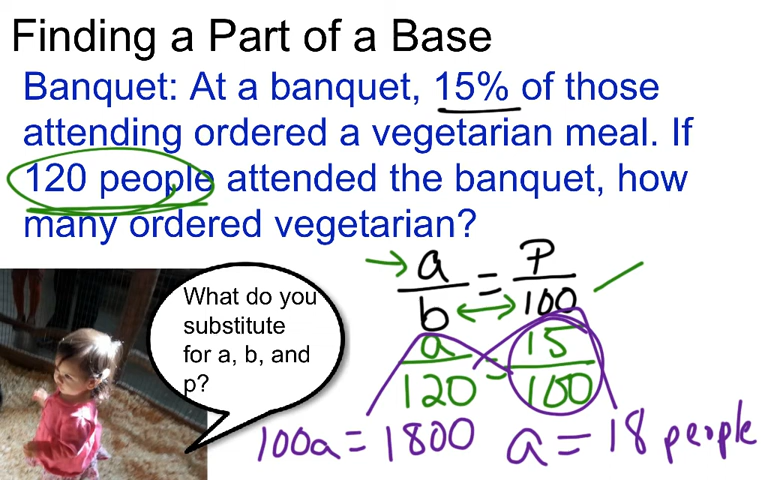 Finding a Part of a Base
Banquet: At a banquet, 15% of those
attending ordered a vegetarian meal. If
120 people attended the banquet, how
many ordered vegetarian?
What do you
substitute
for a, b, and
p?
a/b = P/100
a/120 = 15/100
100a = 1800
a = 18 people